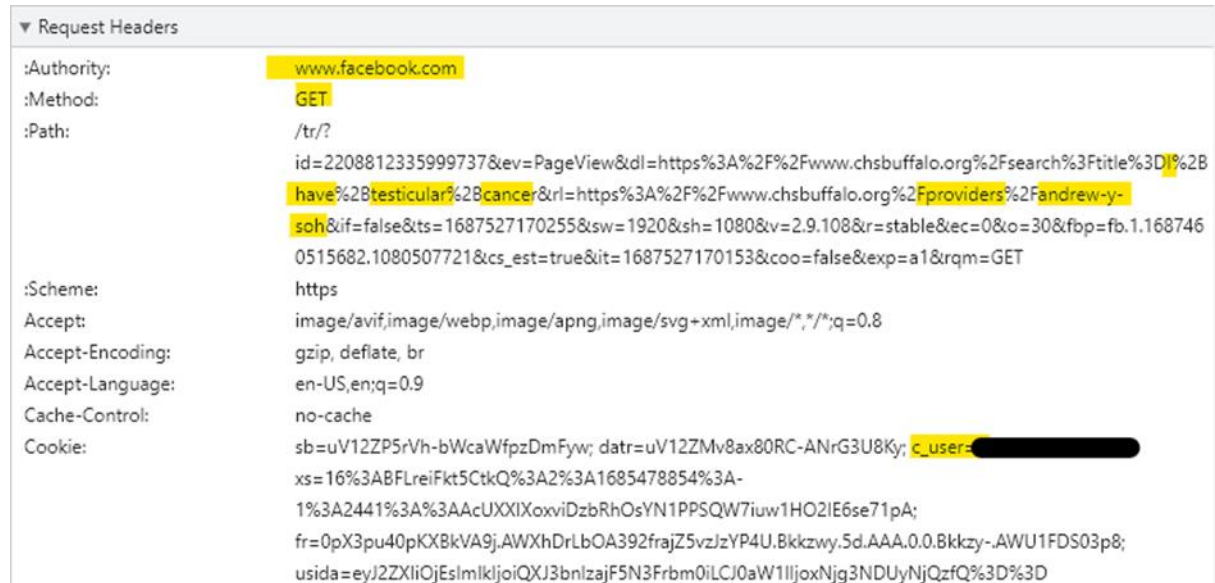 ▼ Request Headers
:Authority: www.facebook.com
:Method: GET
:Path: /tr/?
id=2208812335999737&ev=PageView&dl=https%3A%2F%2Fwww.chsbuffalo.org%2Fsearch%3Ftitle%3DI%2B
have%2Btesticular%2Bcancer&rl=https%3A%2F%2Fwww.chsbuffalo.org%2Fproviders%2Fandrew-y-
soh&if=false&ts=1687527170255&sw=1920&sh=1080&v=2.9.108&r=stable&ec=0&o=30&fbp=fb.1.168746
0515682.1080507721&cs_est=true&it=1687527170153&coo=false&exp=a1&rqm=GET
:Scheme: https
Accept: image/avif,image/webp,image/apng,image/svg+xml,image/*,*/*;q=0.8
Accept-Encoding: gzip, deflate, br
Accept-Language: en-US,en;q=0.9
Cache-Control: no-cache
Cookie: sb=uV12ZP5rVh-bWcaWfpzDmFyw; datr=uV12ZMv8ax80RC-ANrG3U8Ky; c_user=
xs=16%3ABFLreiFkt5CtkQ%3A2%3A1685478854%3A-
1%3A2441%3A%3AAcUXXlXoxviDzbRhOsYN1PPSQW7iuw1HO2IE6se71pA;
fr=0pX3pu40pKXBkVA9j.AWXhDrLbOA392frajZ5vzJzYP4U.Bkkzwy.5d.AAA.0.0.Bkkzy-.AWU1FDS03p8;
usida=eyJ2ZXIiOjEsImlkIjoiQXJ3bnlzajF5N3Frbm0iLCJ0aW1lIjoxNjg3NDUyNjQzfQ%3D%3D